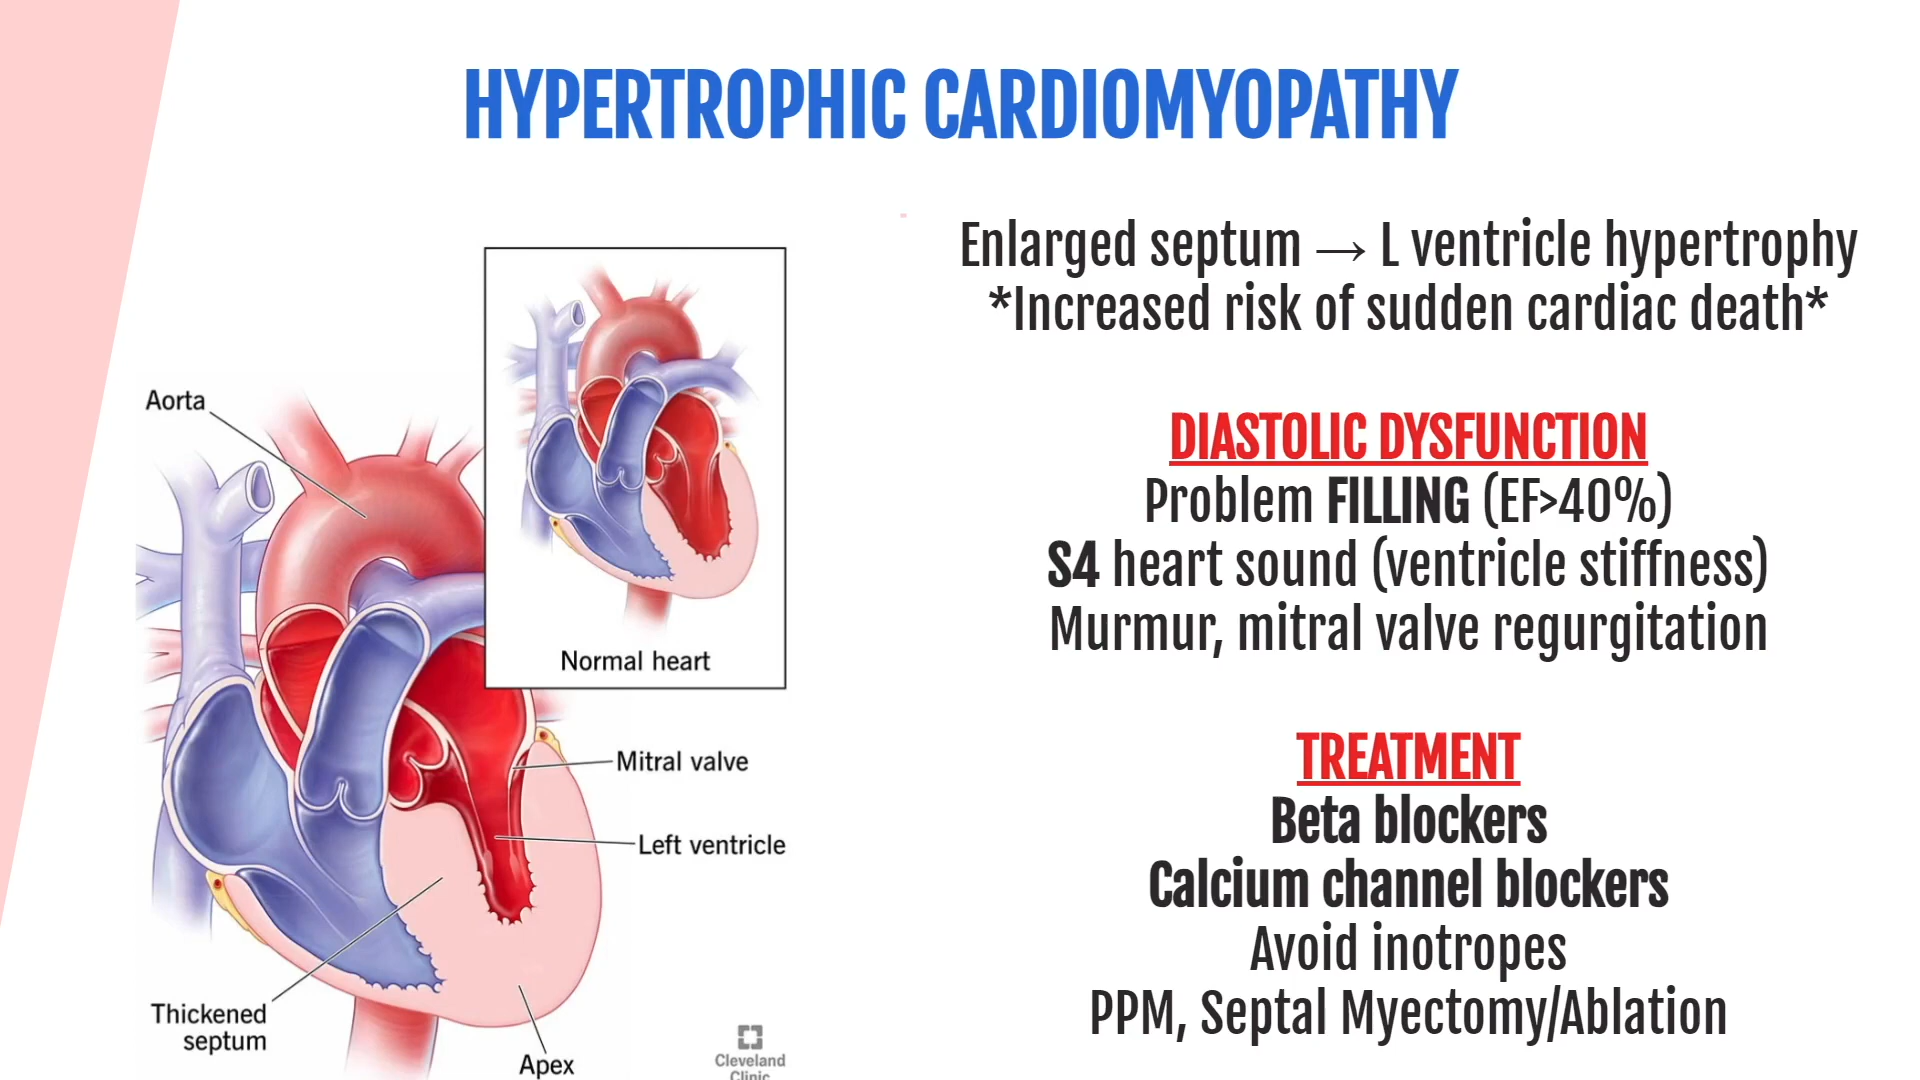 HYPERTROPHIC CARDIOMYOPATHY
Enlarged septum → L ventricle hypertrophy
*Increased risk of sudden cardiac death*
DIASTOLIC DYSFUNCTION
Problem FILLING (EF>40%)
S4 heart sound (ventricle stiffness)
Murmur, mitral valve regurgitation
TREATMENT
Beta blockers
Calcium channel blockers
Avoid inotropes
PPM, Septal Myectomy/Ablation
Aorta
Normal heart
Mitral valve
Left ventricle
Thickened
septum
Apex
Cleveland
Clinic